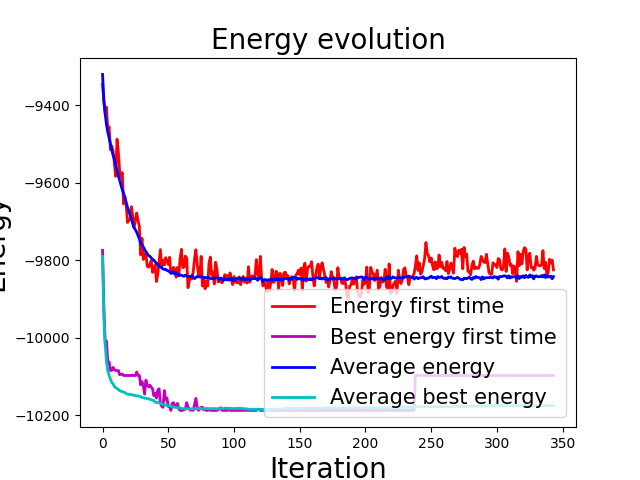 Energy evolution
Energy
−9400
−9600
−9800
−10000
−10200
0 50 100 150 200 250 300 350
Iteration
Energy first time
Best energy first time
Average energy
Average best energy